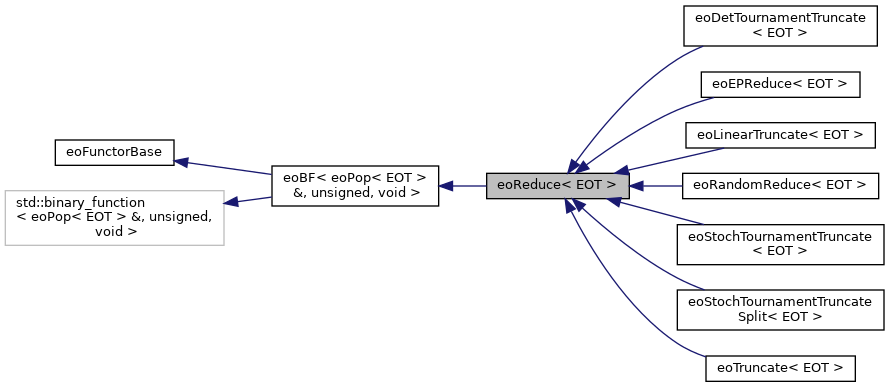 eoFunctorBase
std::binary_function
< eoPop< EOT > &, unsigned,
void >
eoBF< eoPop< EOT >
&, unsigned, void >
eoReduce< EOT >
eoDetTournamentTruncate
< EOT >
eoEPReduce< EOT >
eoLinearTruncate< EOT >
eoRandomReduce< EOT >
eoStochTournamentTruncate
< EOT >
eoStochTournamentTruncate
Split< EOT >
eoTruncate< EOT >